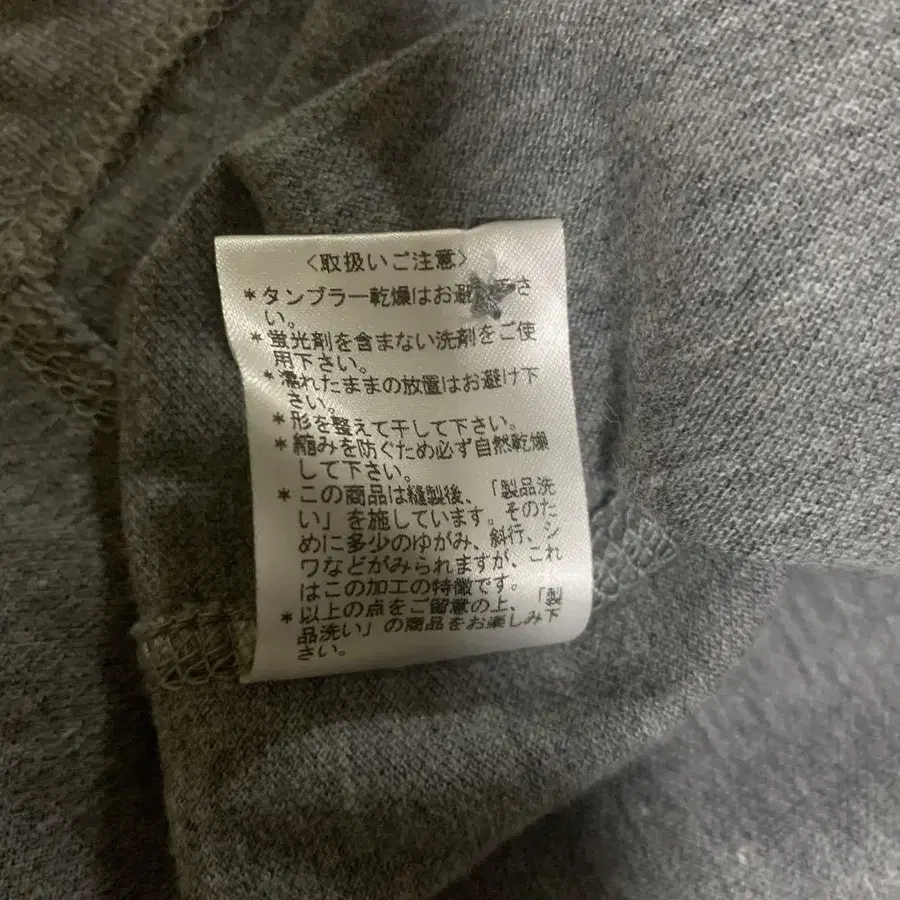 〈取扱いご注意〉
*タンブラー乾燥はお避け下さ
い。
*蛍光剤を含まない洗剤をご使
用下さい。
*濡れたままの放置はお避け下
さい。
*形を整えて干して下さい。
*縮みを防ぐため必ず自然乾燥
して下さい。
*この商品は縫製後、「製品洗
い」を施しています。そのた
めに多少のゆがみ、斜行、シ
ワなどがみられますが、これ
はこの加工の特徴です。
*以上の点をご留意の上、「製
品洗い」の商品をお楽しみ下
さい。